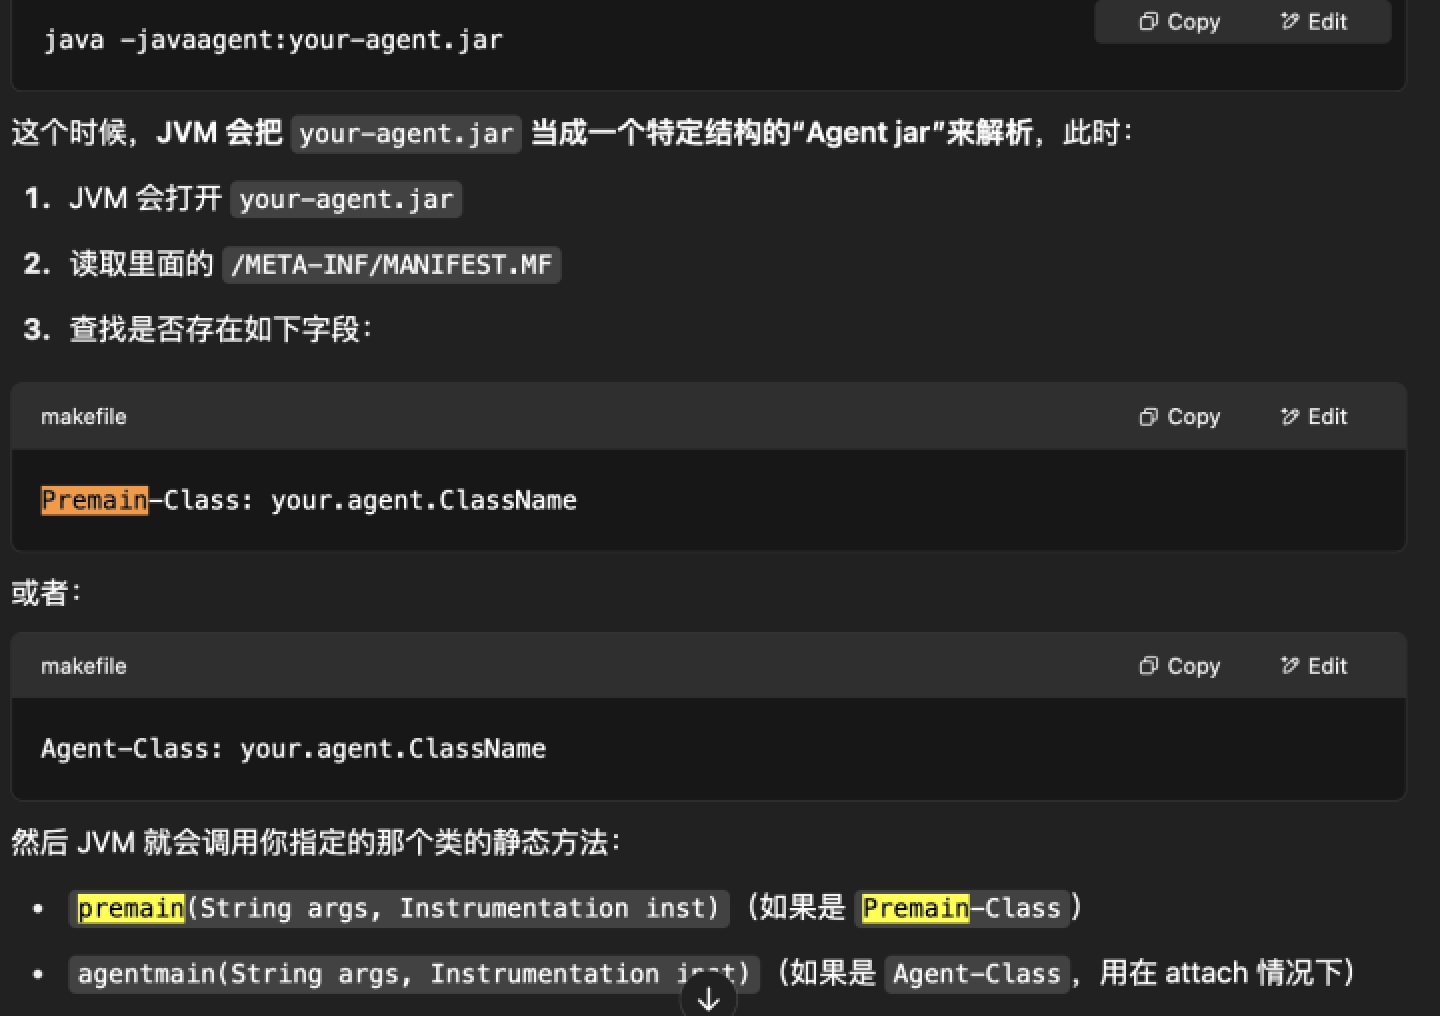 java -javaagent:your-agent.jar
Copy Edit
这个时候，JVM 会把 your-agent.jar 当成一个特定结构的“Agent jar”来解析，此时：
1. JVM 会打开 your-agent.jar
2. 读取里面的 /META-INF/MANIFEST.MF
3. 查找是否存在如下字段：
makefile Copy Edit
Premain-Class: your.agent.ClassName
或者：
makefile Copy Edit
Agent-Class: your.agent.ClassName
然后 JVM 就会调用你指定的那个类的静态方法：
• premain(String args, Instrumentation inst)（如果是 Premain-Class）
• agentmain(String args, Instrumentation inst)（如果是 Agent-Class，用在 attach 情况下）